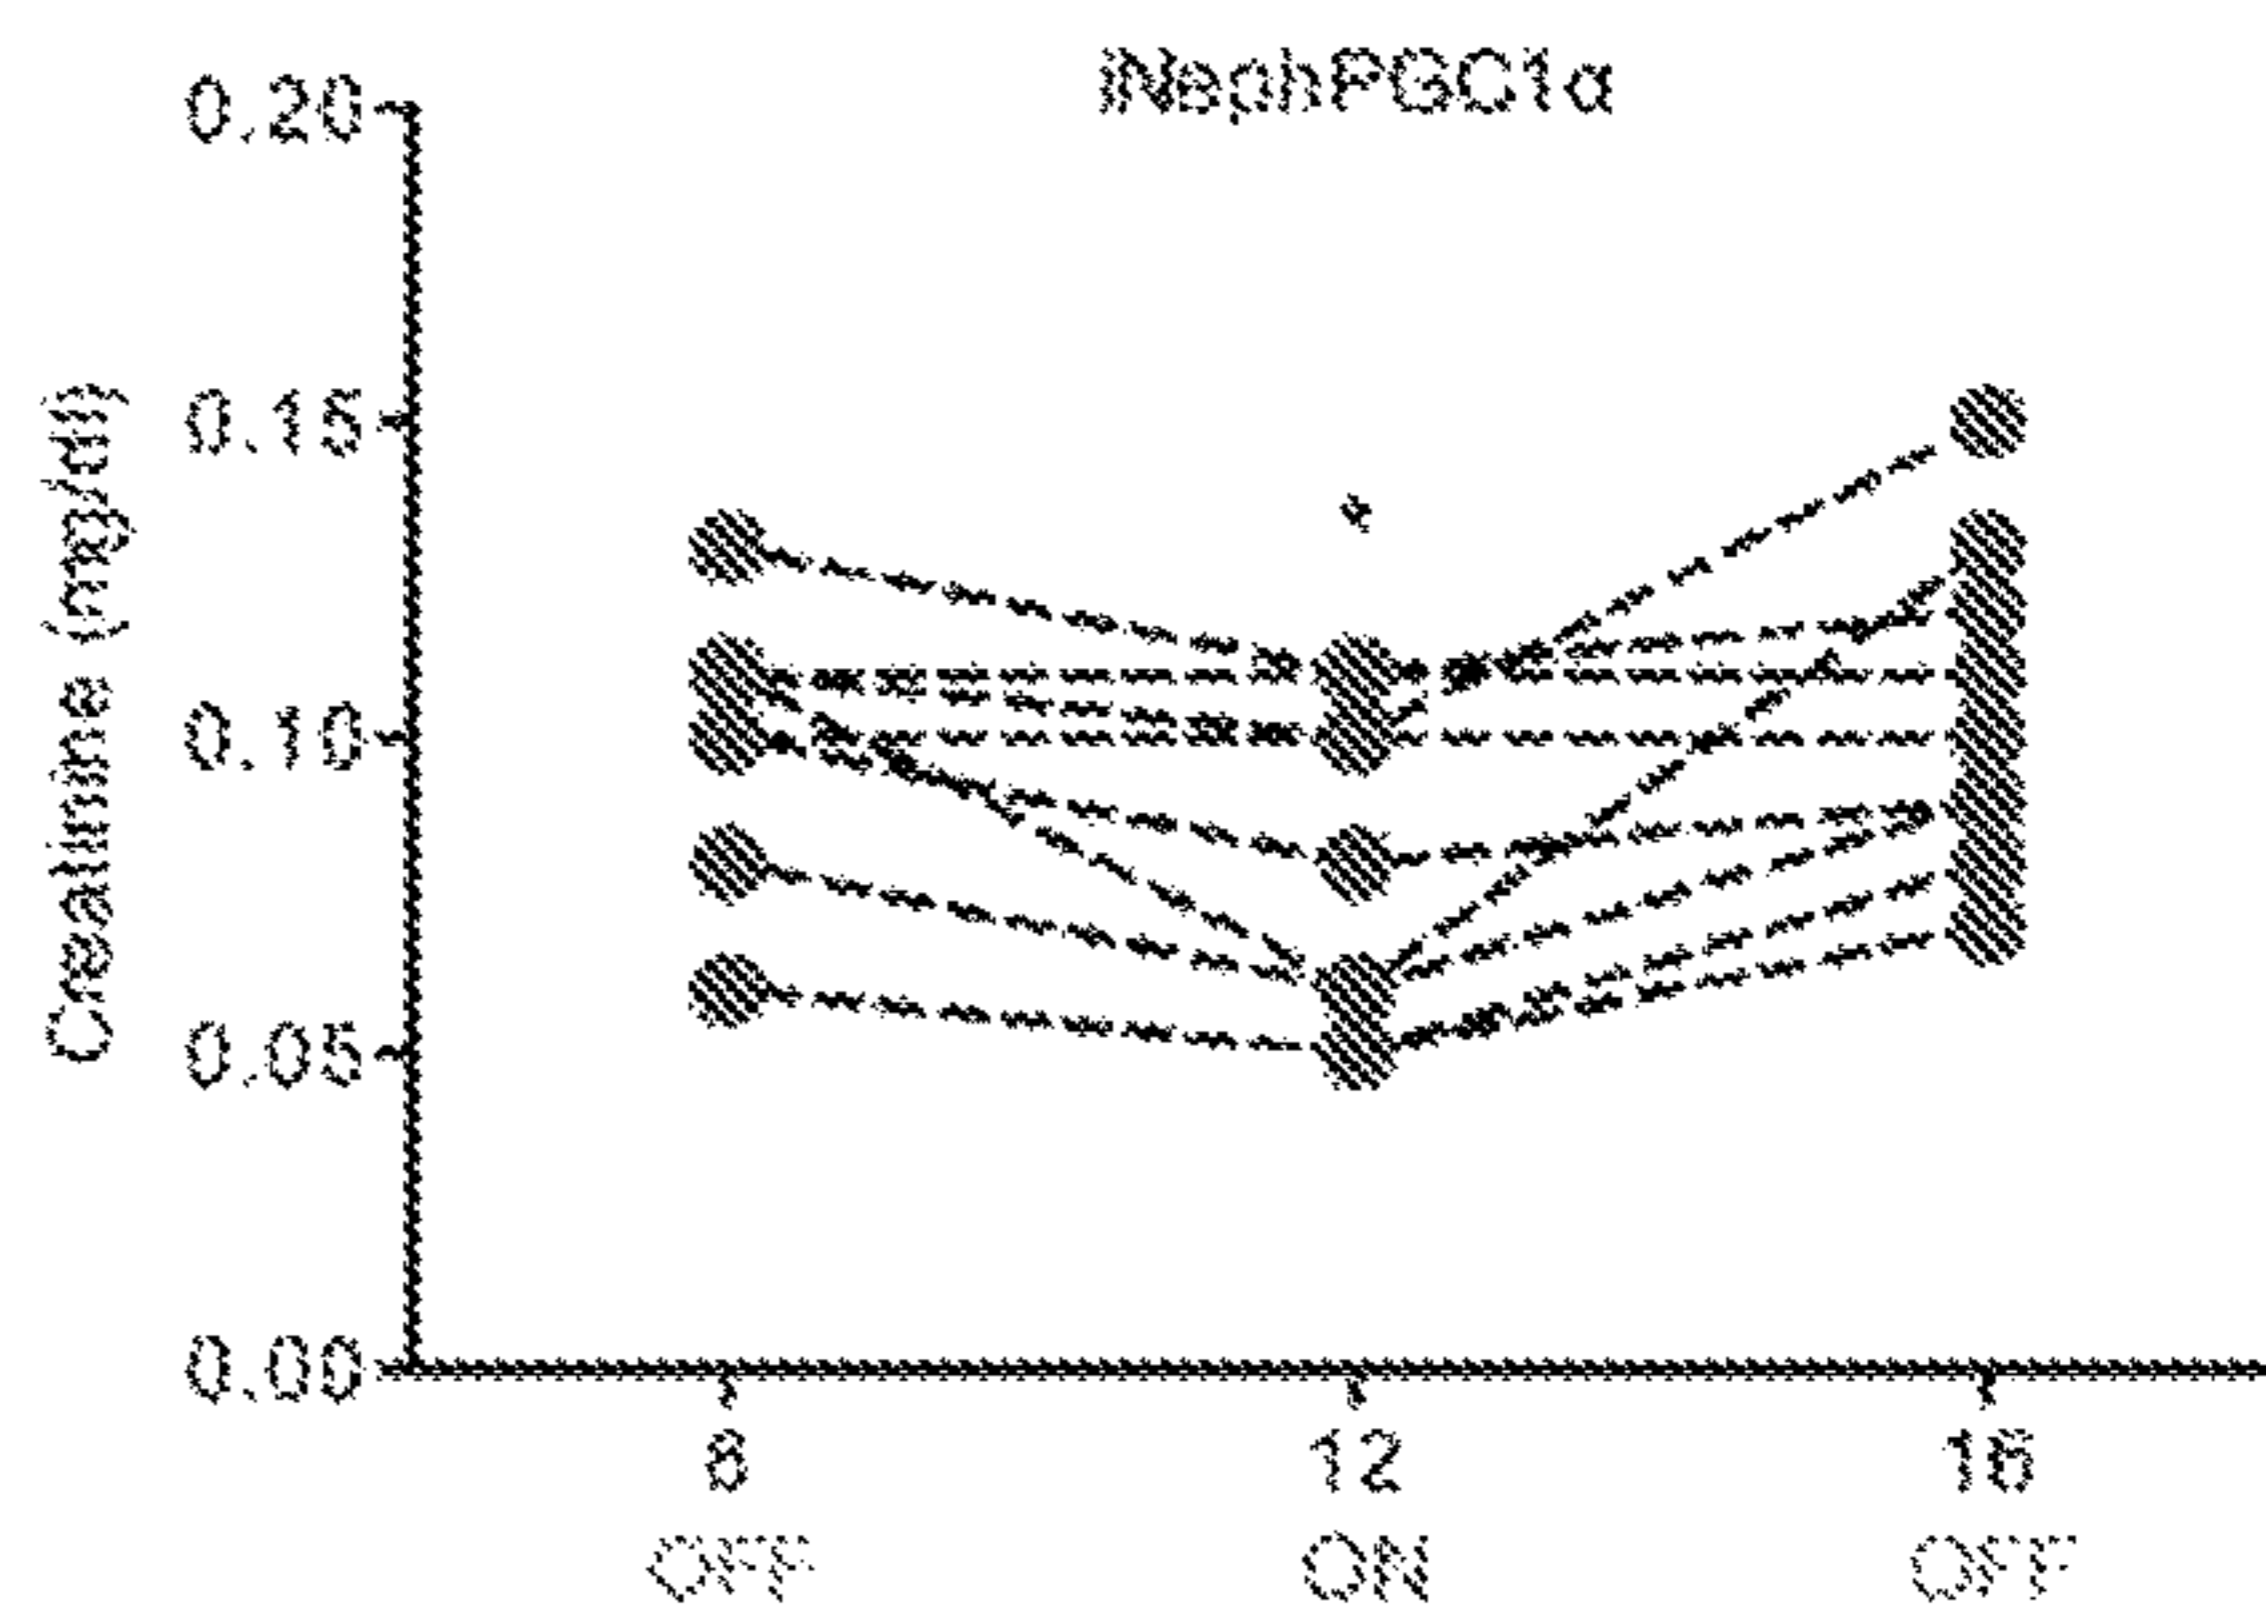 iNephPGC1α
0.20
0.15
0.10
0.05
0.00
Creatinine (mg/dl)
*
8
12
16
OFF
ON
OFF